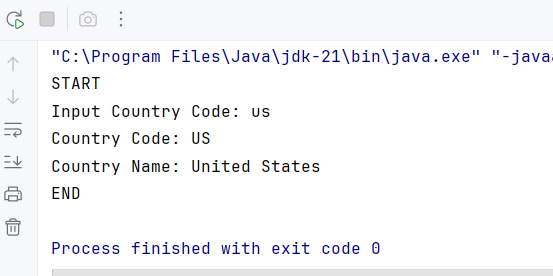 "C:\Program Files\Java\jdk-21\bin\java.exe"
START
Input Country Code: us
Country Code: US
Country Name: United States
END
Process finished with exit code 0